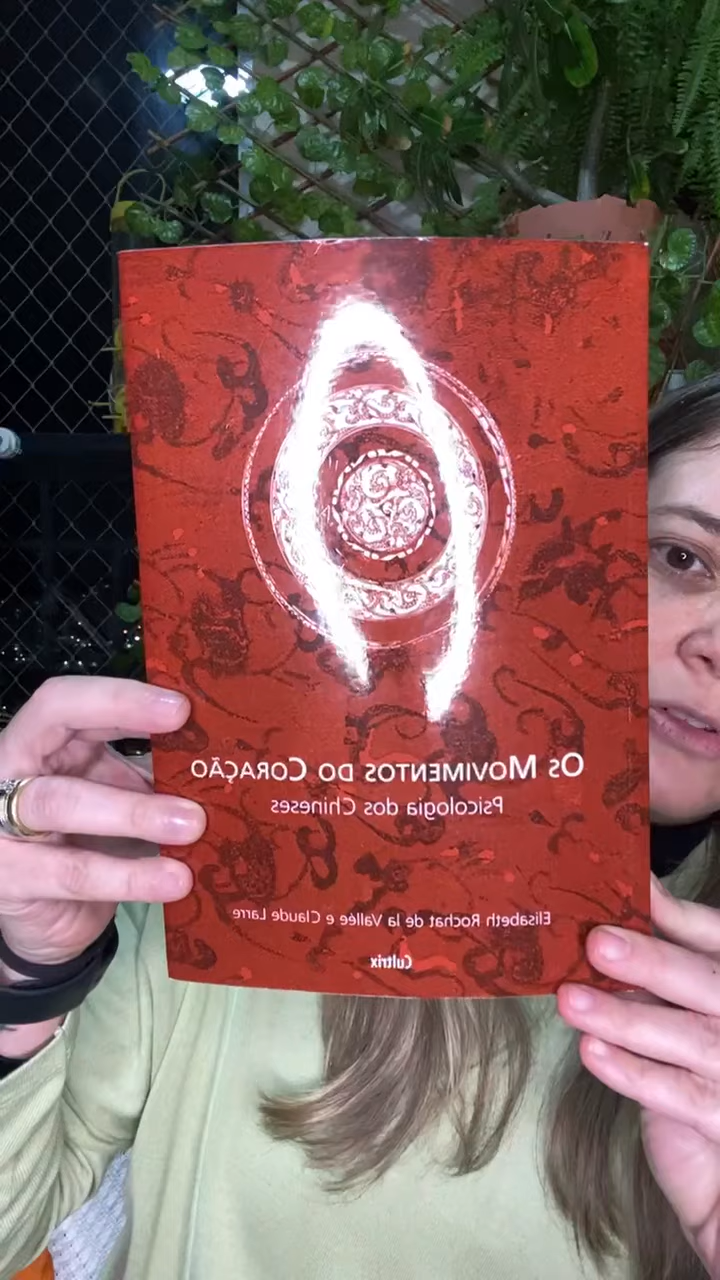 Os Movimentos do Coração
Psicologia dos Chineses
Elisabeth Rochat de la Vallée e Claude Larre
Cultrix